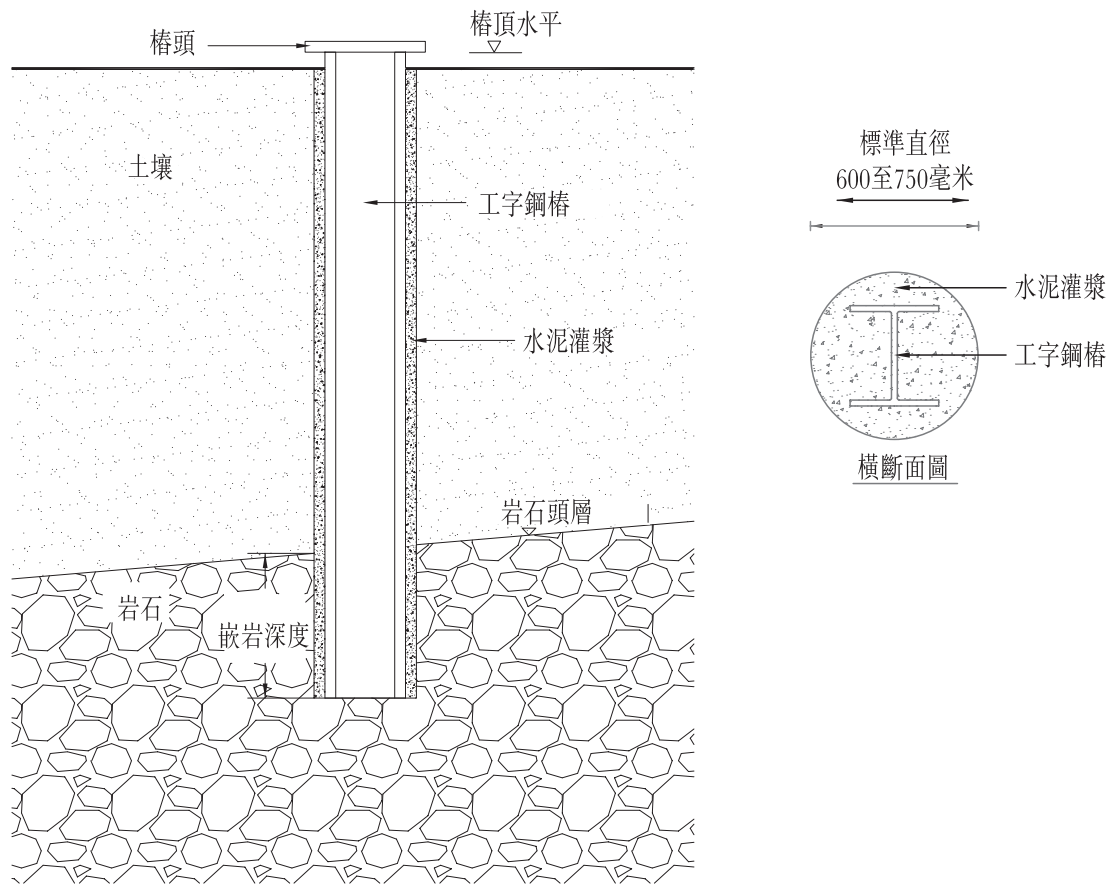 樁頂水平
樁頭
土壤
工字鋼樁
水泥灌漿
岩石頭層
岩石
嵌岩深度
標準直徑
600至750毫米
水泥灌漿
工字鋼樁
橫斷面圖